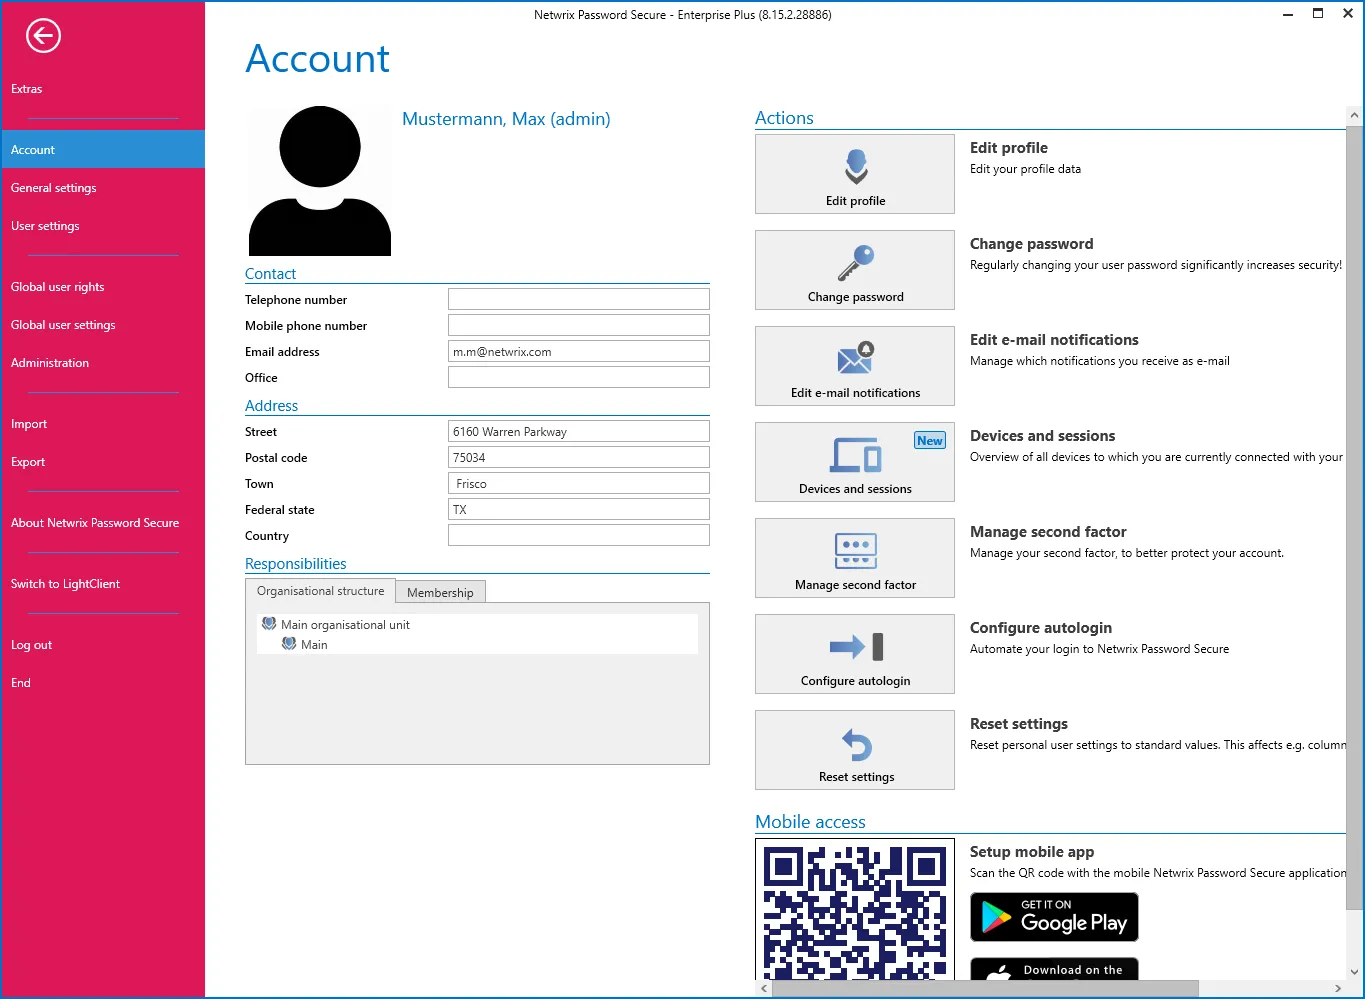 Netwrix Password Secure - Enterprise Plus (8.15.2.28886)
Extras
Account
General settings
User settings
Global user rights
Global user settings
Administration
Import
Export
About Netwrix Password Secure
Switch to LightClient
Log out
End
Account
Mustermann, Max (admin)
Contact
Telephone number
Mobile phone number
Email address m.m@netwrix.com
Office
Address
Street 6160 Warren Parkway
Postal code 75034
Town Frisco
Federal state TX
Country
Responsibilities
Organisational structure Membership
Main organisational unit
Main
Actions
Edit profile
Edit profile
Edit your profile data
Change password
Change password
Regularly changing your user password significantly increases security!
Edit e-mail notifications
Edit e-mail notifications
Manage which notifications you receive as e-mail
New
Devices and sessions
Devices and sessions
Overview of all devices to which you are currently connected with your
Manage second factor
Manage second factor
Manage your second factor, to better protect your account.
Configure autologin
Configure autologin
Automate your login to Netwrix Password Secure
Reset settings
Reset settings
Reset personal user settings to standard values. This affects e.g. column
Mobile access
Setup mobile app
Scan the QR code with the mobile Netwrix Password Secure application
GET IT ON
Google Play
Download on the